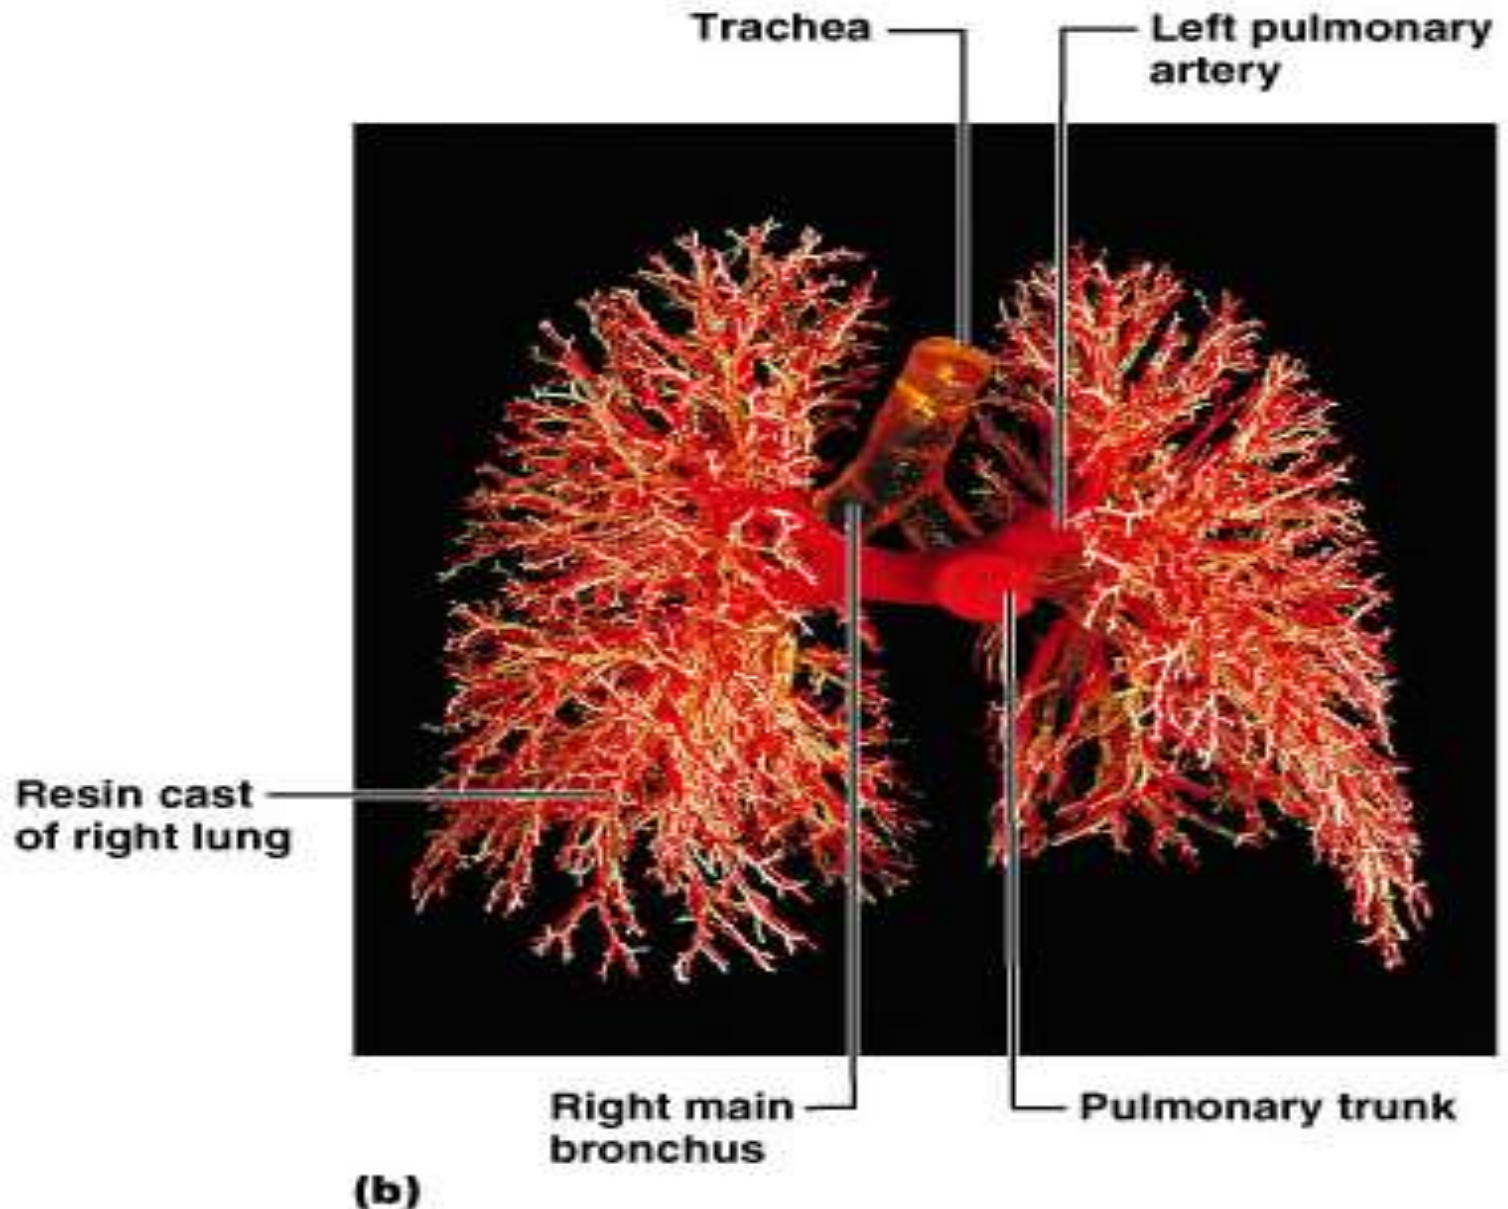 Trachea
Left pulmonary
artery
Resin cast
of right lung
Right main
bronchus
Pulmonary trunk
(b)